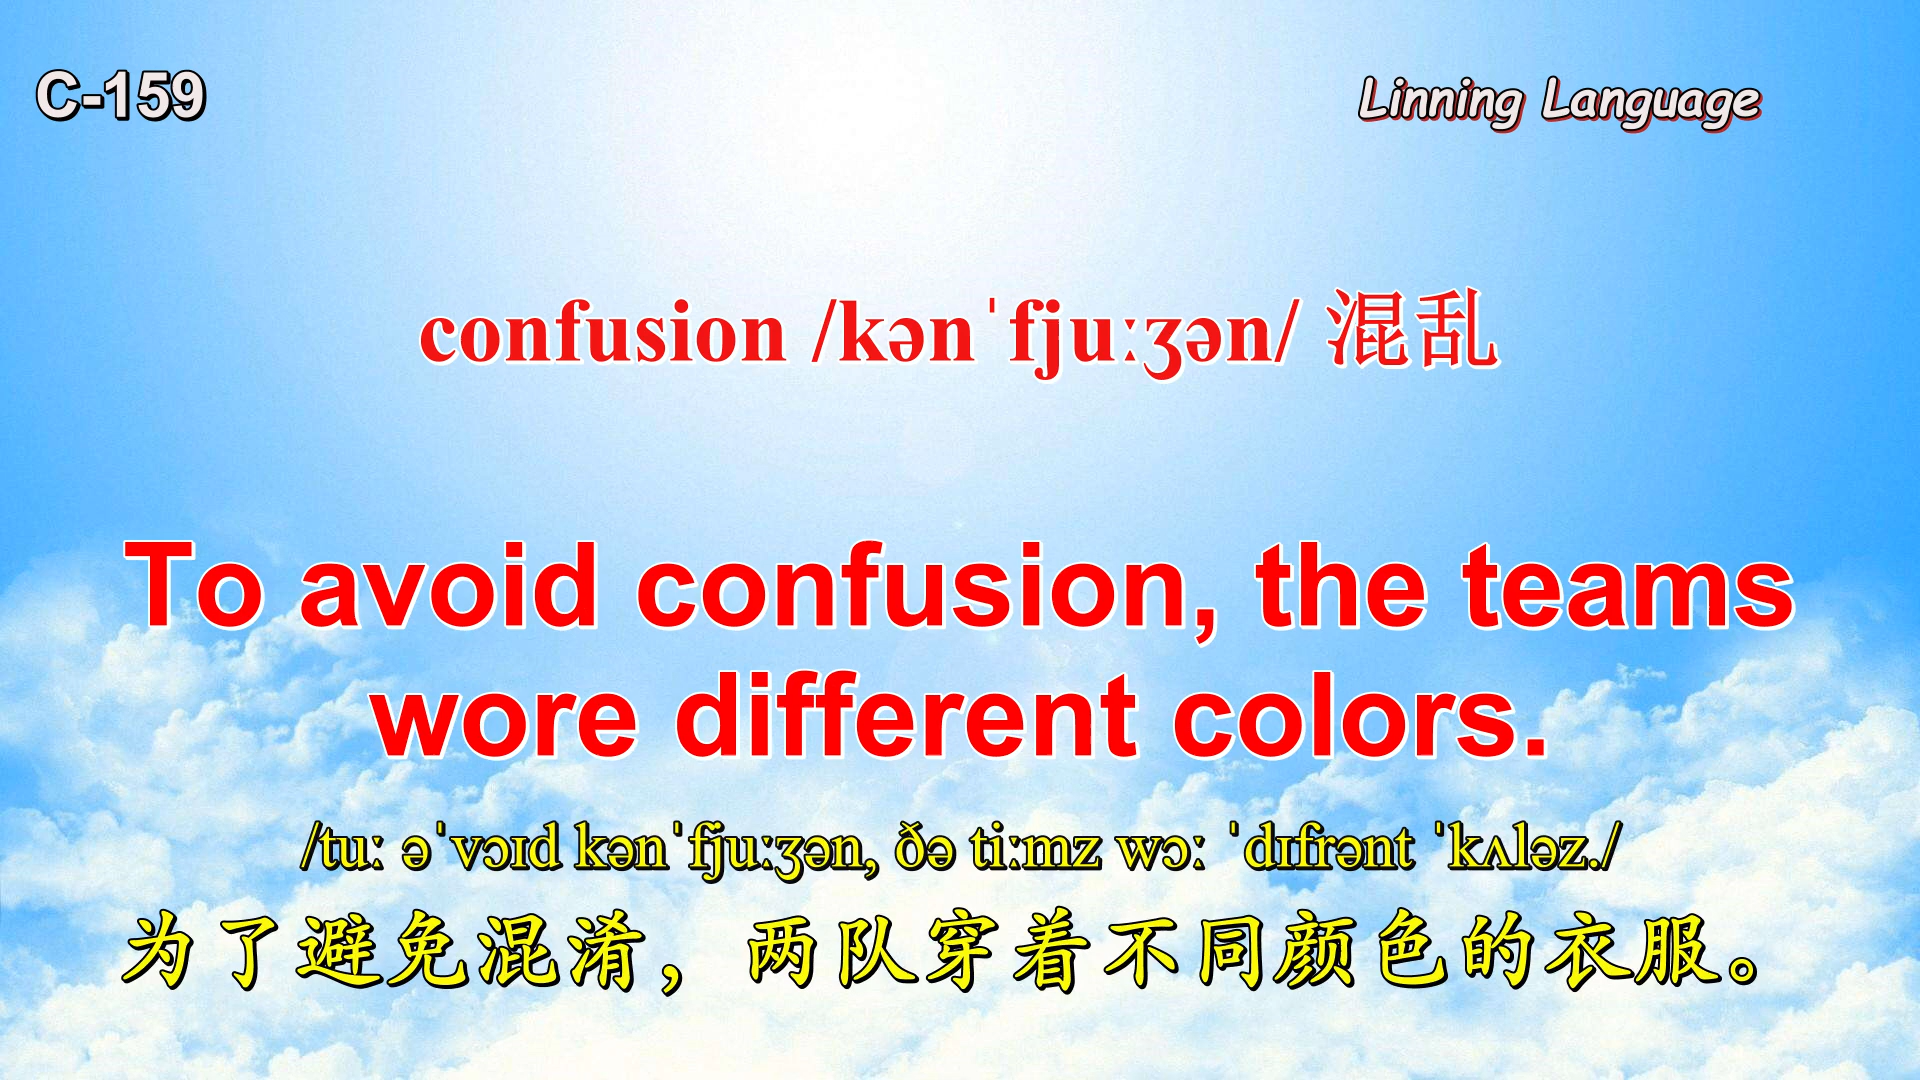 C-159
Linning Language
confusion /kənˈfjuːʒən/ 混乱
To avoid confusion, the teams
wore different colors.
/tuː əˈvɔɪd kənˈfjuːʒən, ðə tiːmz wɔː ˈdɪfrənt ˈkʌləz./
为了避免混淆，两队穿着不同颜色的衣服。